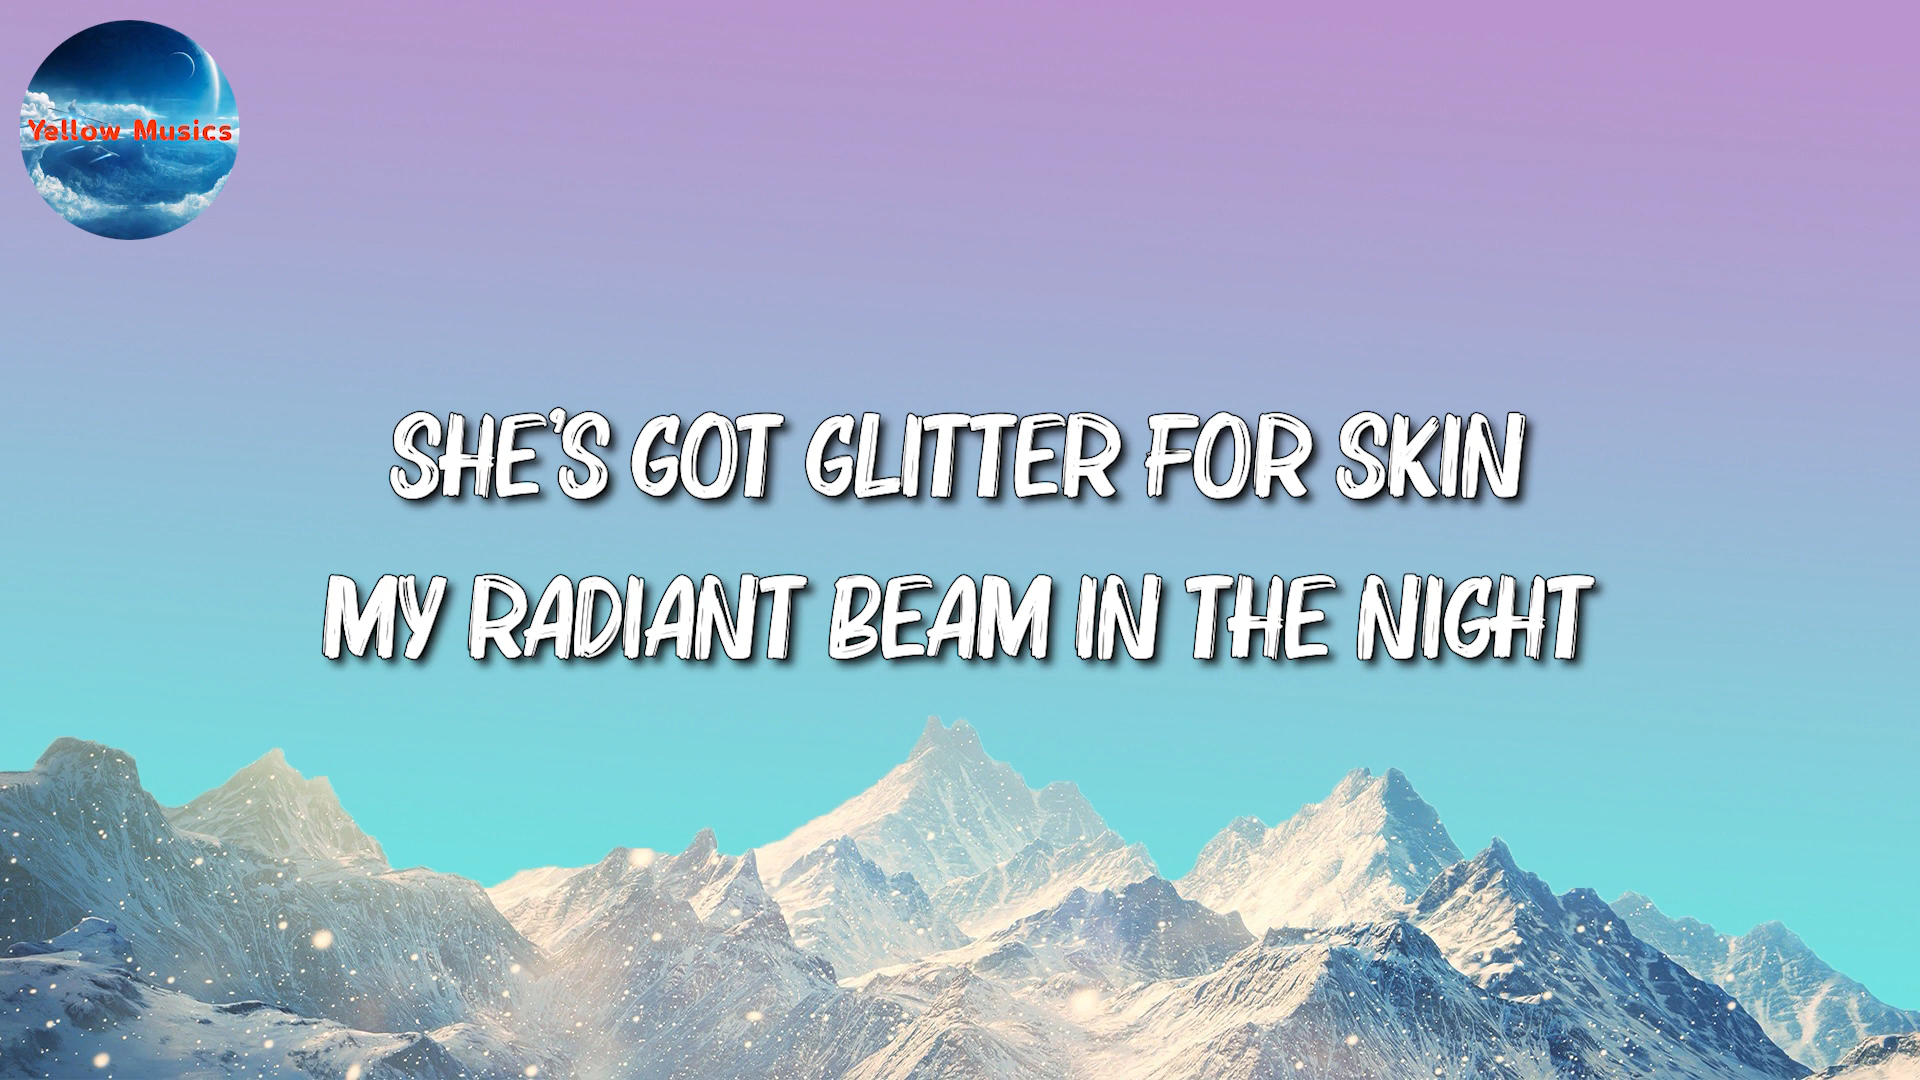 Yellow Musics
SHE'S GOT GLITTER FOR SKIN
MY RADIANT BEAM IN THE NIGHT